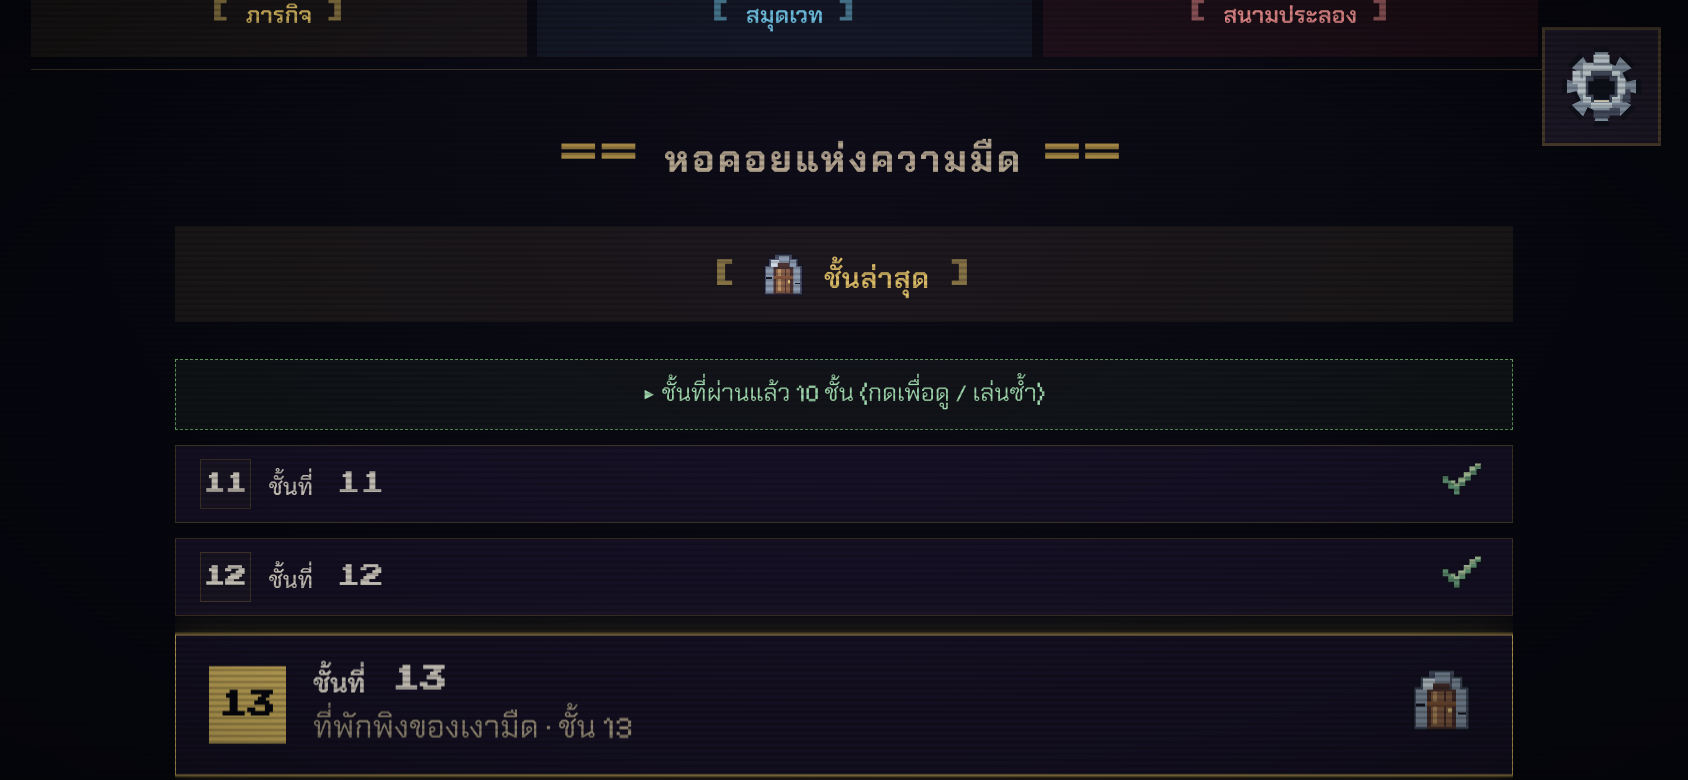 [ ภารกิจ ] [ สมุดเวท ] [ สนามประลอง ]
== หอคอยแห่งความมืด ==
[ ชั้นล่าสุด ]
▸ ชั้นที่ผ่านแล้ว 10 ชั้น (กดเพื่อดู / เล่นซ้ำ)
11 ชั้นที่ 11
12 ชั้นที่ 12
13 ชั้นที่ 13
ที่พักพิงของเงามืด · ชั้น 13